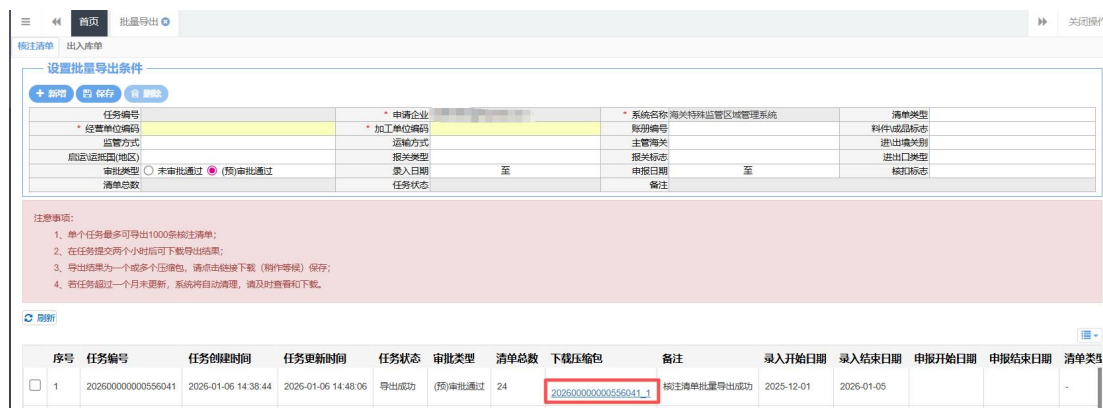 首页 批量导出 关闭操作
核注清单 出入库单
设置批量导出条件
新增 保存 删除
任务编号 * 申请企业 * 系统名称 海关特殊监管区域管理系统 清单类型
* 经营单位编码 * 加工单位编码 账册编号 料件\成品标志
监管方式 运输方式 主管海关 进\出境关别
启运\运抵国(地区) 报关类型 报关标志 进出口类型
审批类型 未审批通过 (预)审批通过 录入日期 至 申报日期 至 核扣标志
清单总数 任务状态 备注
注意事项:
1、单个任务最多可导出1000条核注清单;
2、在任务提交两个小时后可下载导出结果;
3、导出结果为一个或多个压缩包，请点击链接下载（稍作等候）保存;
4、若任务超过一个月未更新，系统将自动清理，请及时查看和下载。
刷新
序号 任务编号 任务创建时间 任务更新时间 任务状态 审批类型 清单总数 下载压缩包 备注 录入开始日期 录入结束日期 申报开始日期 申报结束日期 清单类型
1 202600000000556041 2026-01-06 14:38:44 2026-01-06 14:48:06 导出成功 (预)审批通过 24 202600000000556041_1 核注清单批量导出成功 2025-12-01 2026-01-05 -